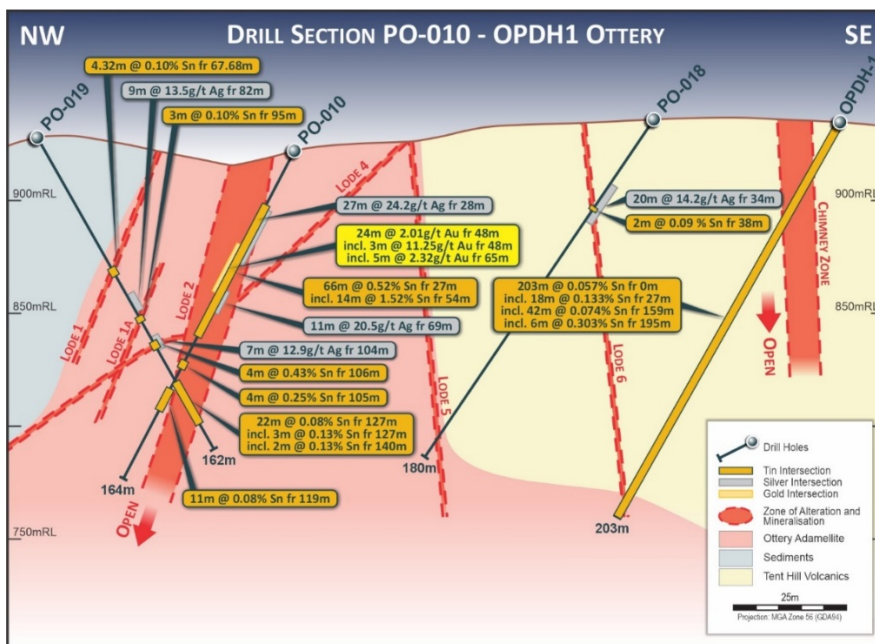 NW
DRILL SECTION PO-010 - OPDH1 OTTERY
SE
4.32m @ 0.10% Sn fr 67.68m
9m @ 13.5g/t Ag fr 82m
3m @ 0.10% Sn fr 95m
PO-019
PO-010
PO-018
OPDH-1
900mRL
850mRL
750mRL
900mRL
850mRL
LODE 1
LODE 1A
LODE 2
LODE 4
LODE 5
LODE 6
CHIMNEY ZONE
OPEN
27m @ 24.2g/t Ag fr 28m
24m @ 2.01g/t Au fr 48m
incl. 3m @ 11.25g/t Au fr 48m
incl. 5m @ 2.32g/t Au fr 65m
66m @ 0.52% Sn fr 27m
incl. 14m @ 1.52% Sn fr 54m
11m @ 20.5g/t Ag fr 69m
7m @ 12.9g/t Ag fr 104m
4m @ 0.43% Sn fr 106m
4m @ 0.25% Sn fr 105m
22m @ 0.08% Sn fr 127m
incl. 3m @ 0.13% Sn fr 127m
incl. 2m @ 0.13% Sn fr 140m
11m @ 0.08% Sn fr 119m
20m @ 14.2g/t Ag fr 34m
2m @ 0.09 % Sn fr 38m
203m @ 0.057% Sn fr 0m
incl. 18m @ 0.133% Sn fr 27m
incl. 42m @ 0.074% Sn fr 159m
incl. 6m @ 0.303% Sn fr 195m
162m
164m
180m
203m
OPEN
LEGEND
Drill Holes
Tin Intersection
Silver Intersection
Gold Intersection
Zone of Alteration and
Mineralisation
Ottery Adamellite
Sediments
Tent Hill Volcanics
25m
Projection: MGA Zone 56 (GDA94)